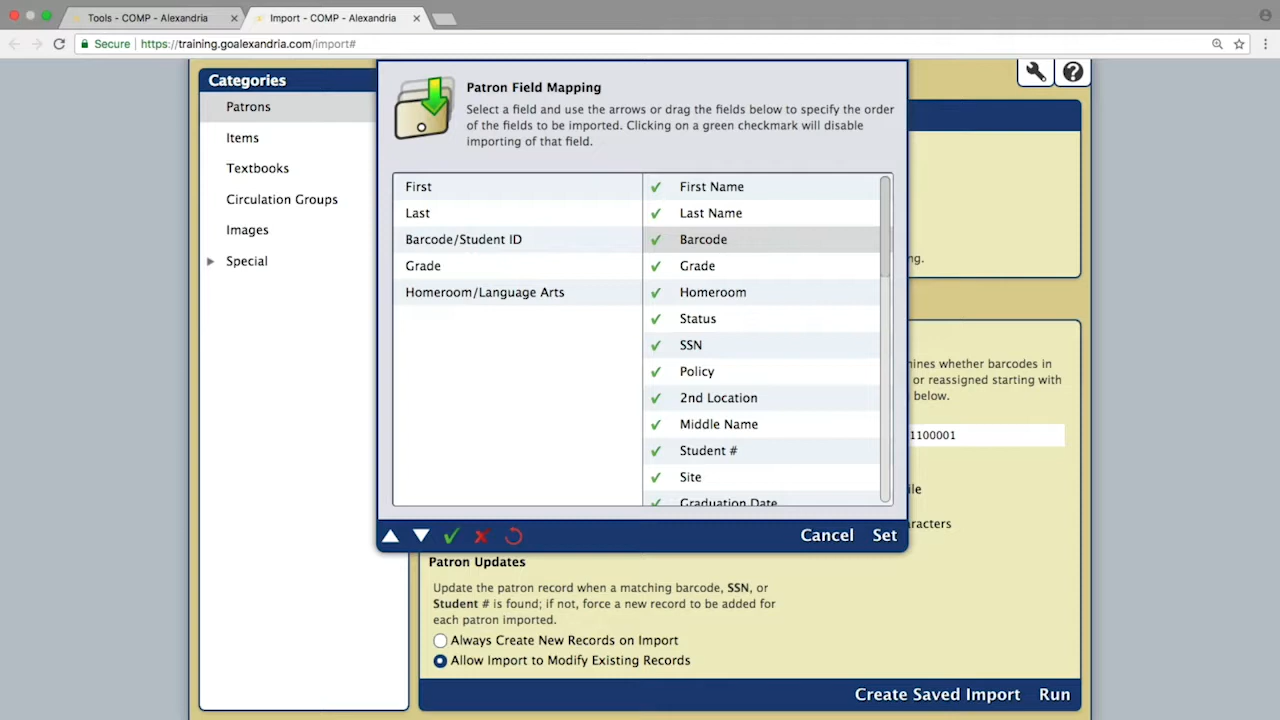 Tools - COMP - Alexandria
Import - COMP - Alexandria
Secure
https://training.goalexandria.com/import#
Categories
Patrons
Items
Textbooks
Circulation Groups
Images
Special
Patron Field Mapping
Select a field and use the arrows or drag the fields below to specify the order
of the fields to be imported. Clicking on a green checkmark will disable
importing of that field.
First ✓ First Name
Last ✓ Last Name
Barcode/Student ID ✓ Barcode
Grade ✓ Grade
Homeroom/Language Arts ✓ Homeroom
✓ Status
✓ SSN
✓ Policy
✓ 2nd Location
✓ Middle Name
✓ Student #
✓ Site
✓ Graduation Date
Cancel Set
ng.
nines whether barcodes in
or reassigned starting with
below.
1100001
ile
aracters
Patron Updates
Update the patron record when a matching barcode, SSN, or
Student # is found; if not, force a new record to be added for
each patron imported.
Always Create New Records on Import
Allow Import to Modify Existing Records
Create Saved Import Run